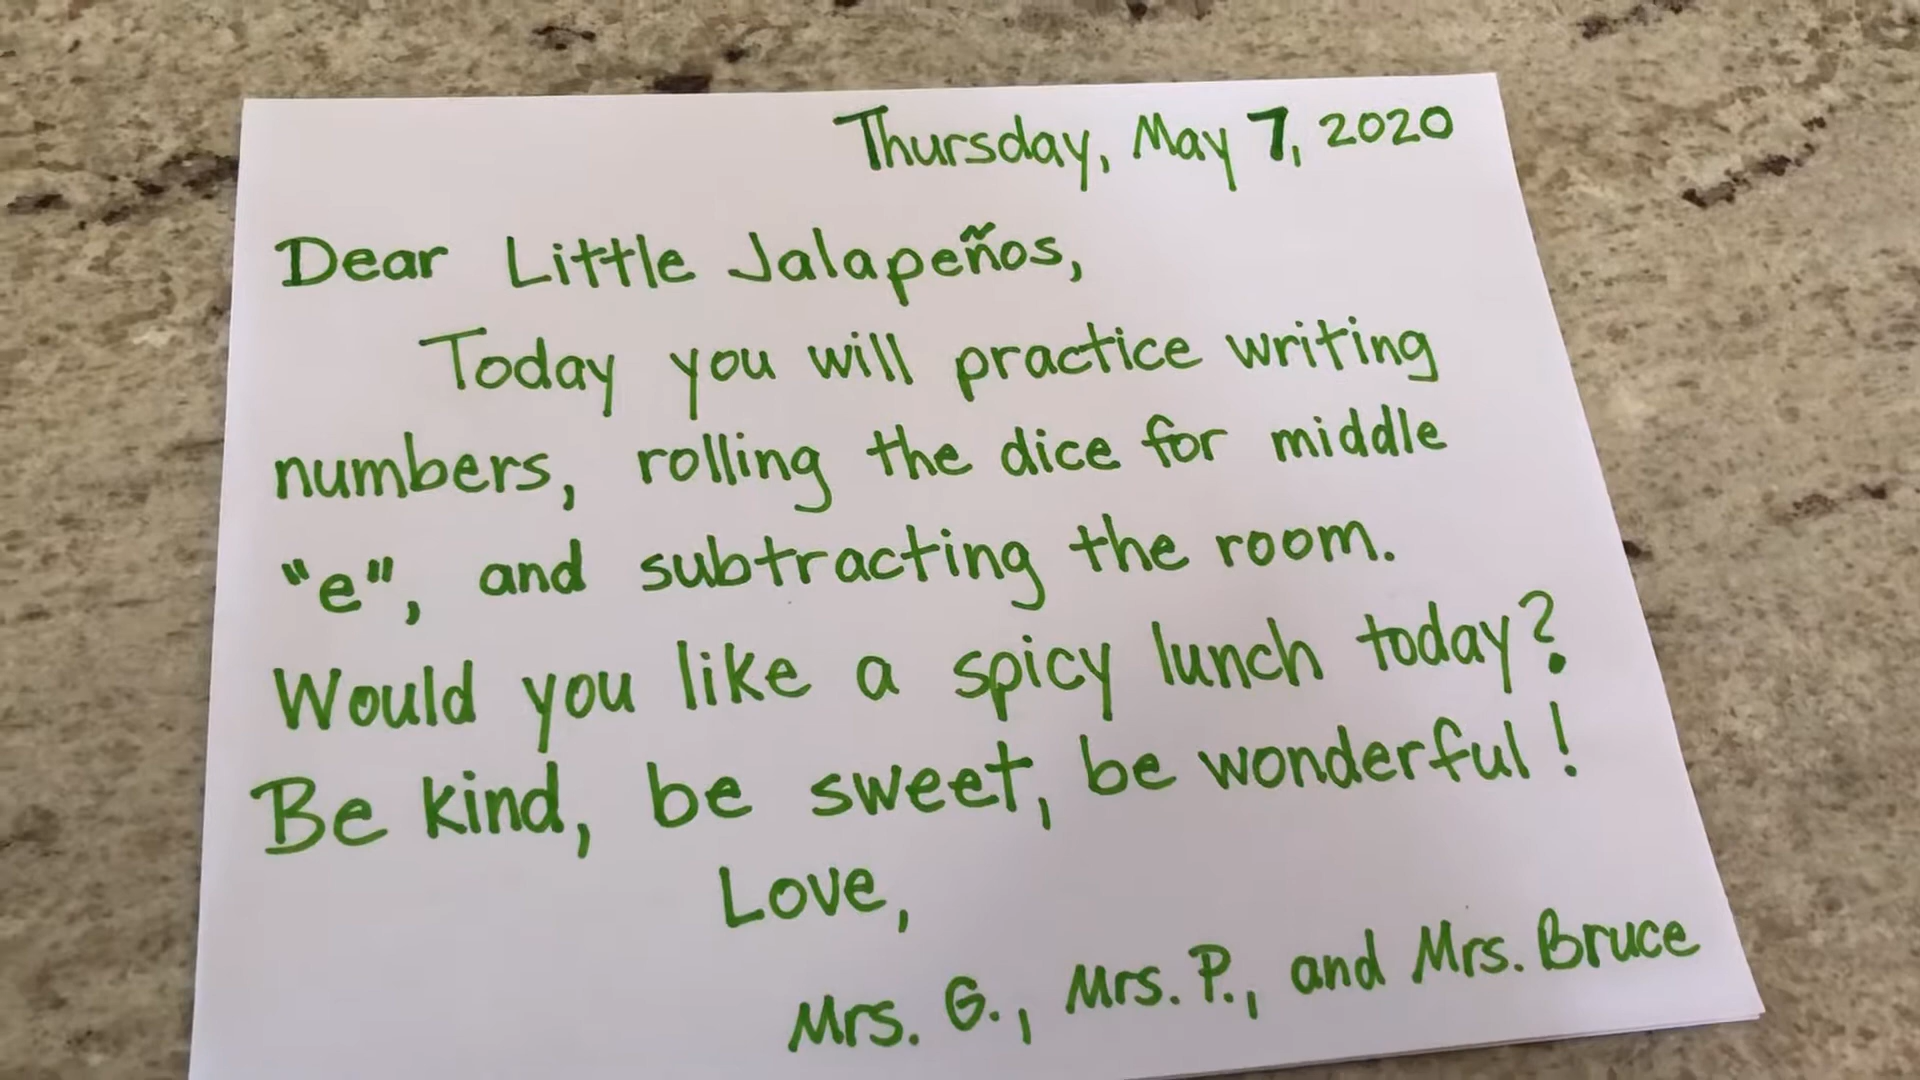 Thursday, May 7, 2020
Dear Little Jalapeños,
Today you will practice writing
numbers, rolling the dice for middle
"e", and subtracting the room.
Would you like a spicy lunch today?
Be kind, be sweet, be wonderful!
Love,
Mrs. G., Mrs. P., and Mrs. Bruce